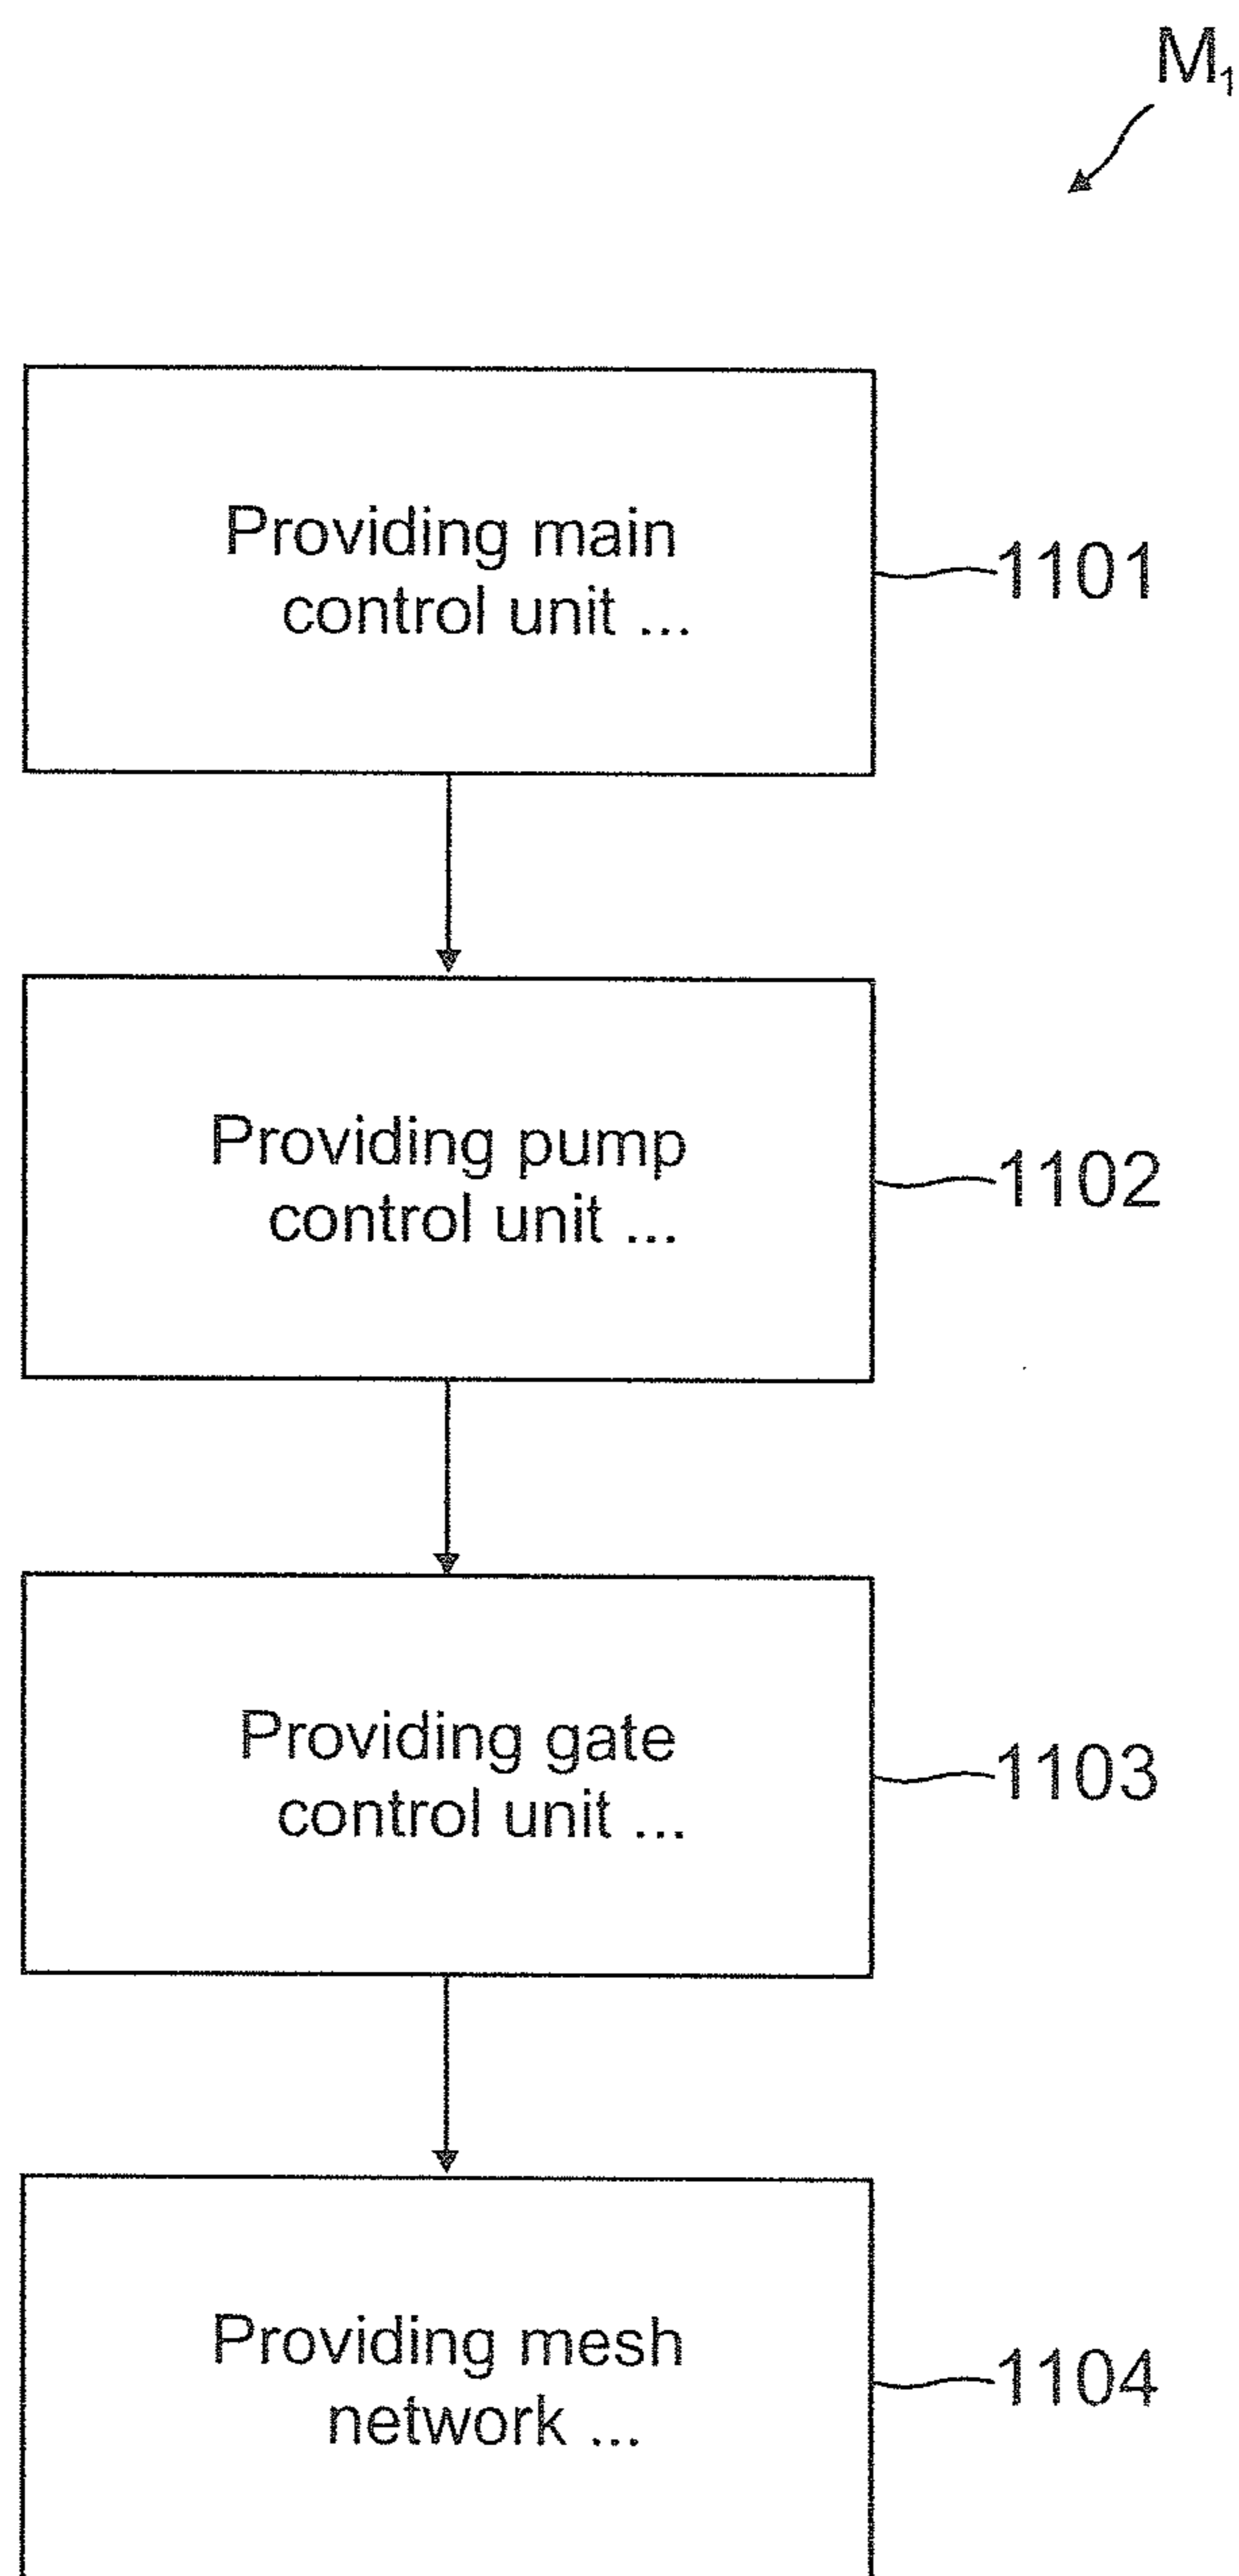 M₁
Providing main
control unit ...
1101
Providing pump
control unit ...
1102
Providing gate
control unit ...
1103
Providing mesh
network ...
1104